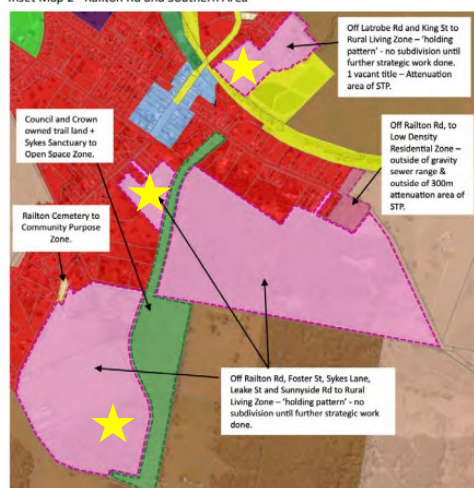 Inset Map 2 - Railton Rd and Southern Area
Off Latrobe Rd and King St to
Rural Living Zone – 'holding
pattern' - no subdivision until
further strategic work done.
1 vacant title – Attenuation
area of STP.
Council and Crown
owned trail land +
Sykes Sanctuary to
Open Space Zone.
Off Railton Rd, to
Low Density
Residential Zone –
outside of gravity
sewer range &
outside of 300m
attenuation area of
STP.
Railton Cemetery to
Community Purpose
Zone.
Off Railton Rd, Foster St, Sykes Lane,
Leake St and Sunnyside Rd to Rural
Living Zone – 'holding pattern' - no
subdivision until further strategic work
done.